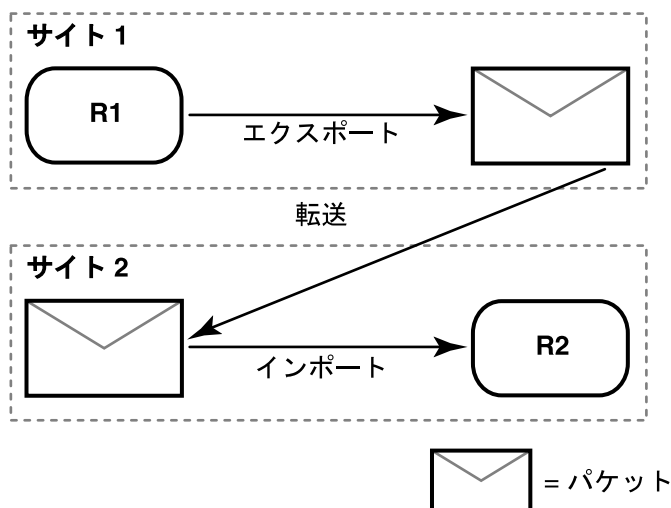 サイト 1
R1
エクスポート
転送
サイト 2
インポート
R2
= パケット